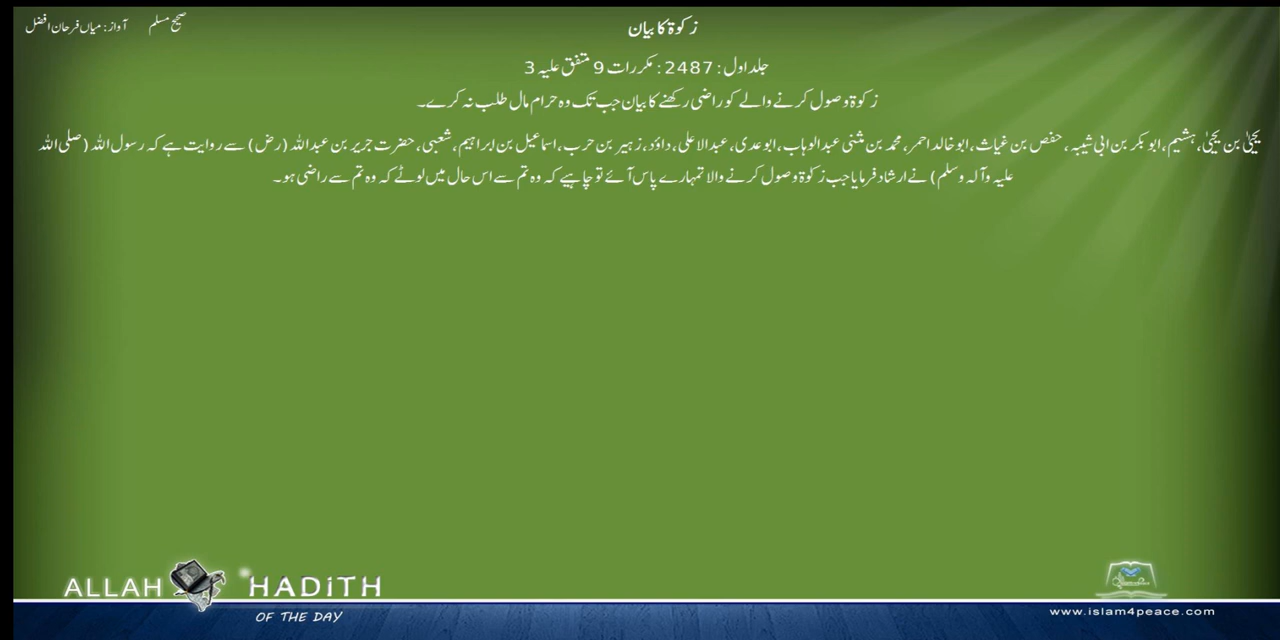 زکوۃ کا بیان
صحیح مسلم آواز: میاں فرحان افضل
جلد اول : 2487 : مکررات 9 متفق علیہ 3
زکوۃ وصول کرنے والے کو راضی رکھنے کا بیان جب تک وہ حرام مال طلب نہ کرے۔
یحیٰی بن یحیٰی، ہشیم، ابوبکر بن ابی شیبہ، حفص بن غیاث، ابوخالد احمر، محمد بن مثنی عبدالوہاب، ابوعدی، عبدالاعلی، داؤد، زہیر بن حرب، اسماعیل بن ابراہیم، شعبی، حضرت جریر بن عبداللہ (رض) سے روایت ہے کہ رسول اللہ (صلی اللہ
علیہ وآلہ وسلم) نے ارشاد فرمایا جب زکوۃ وصول کرنے والا تمہارے پاس آئے تو چاہیے کہ وہ تم سے اس حال میں لوٹے کہ وہ تم سے راضی ہو۔
ALLAH HADITH
OF THE DAY
www.islam4peace.com